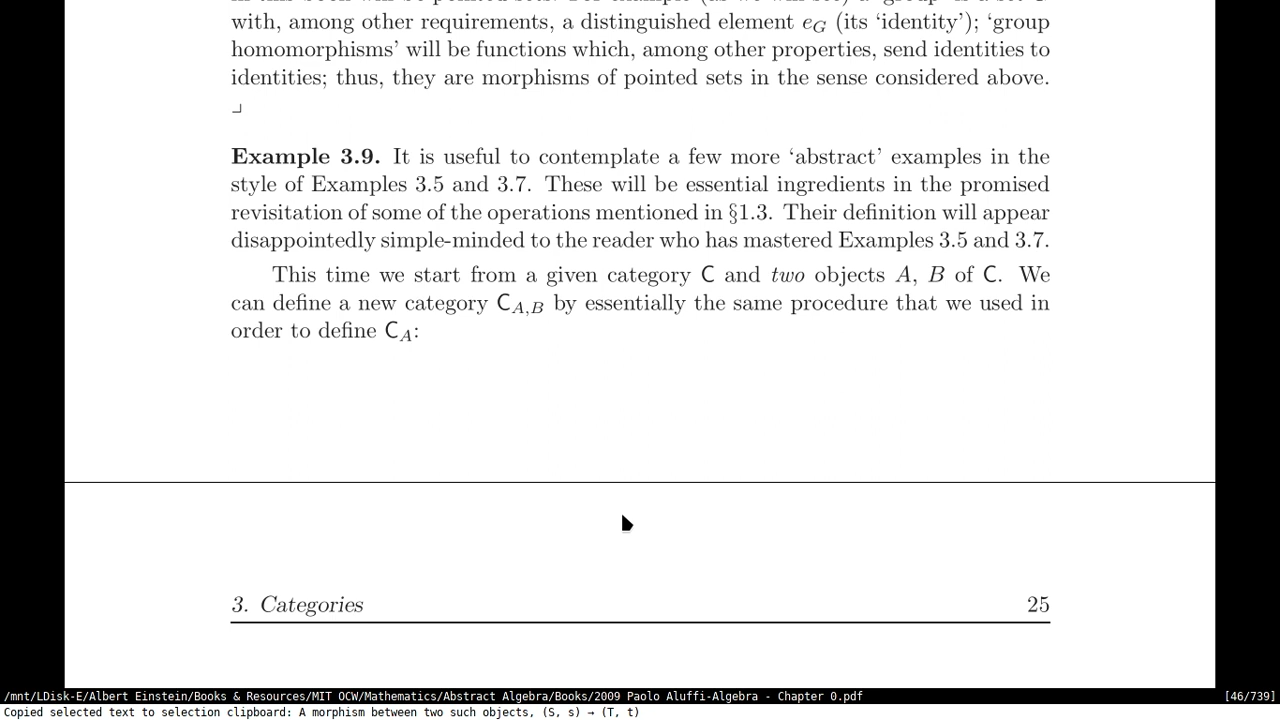 with, among other requirements, a distinguished element e_G (its ‘identity’); ‘group
homomorphisms’ will be functions which, among other properties, send identities to
identities; thus, they are morphisms of pointed sets in the sense considered above.
⌟
Example 3.9. It is useful to contemplate a few more ‘abstract’ examples in the
style of Examples 3.5 and 3.7. These will be essential ingredients in the promised
revisitation of some of the operations mentioned in §1.3. Their definition will appear
disappointedly simple-minded to the reader who has mastered Examples 3.5 and 3.7.
This time we start from a given category C and two objects A, B of C. We
can define a new category C_{A,B} by essentially the same procedure that we used in
order to define C_A:
3. Categories 25
/mnt/LDisk-E/Albert Einstein/Books & Resources/MIT OCW/Mathematics/Abstract Algebra/Books/2009 Paolo Aluffi-Algebra - Chapter 0.pdf [46/739]
Copied selected text to selection clipboard: A morphism between two such objects, (S, s) → (T, t)